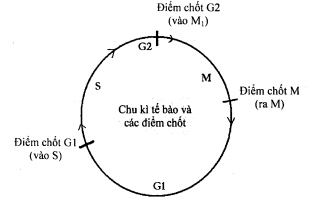 Điểm chốt G2
(vào M₁)
G2
S
M
Điểm chốt M
(ra M)
Chu kì tế bào và
các điểm chốt
Điểm chốt G1
(vào S)
G1